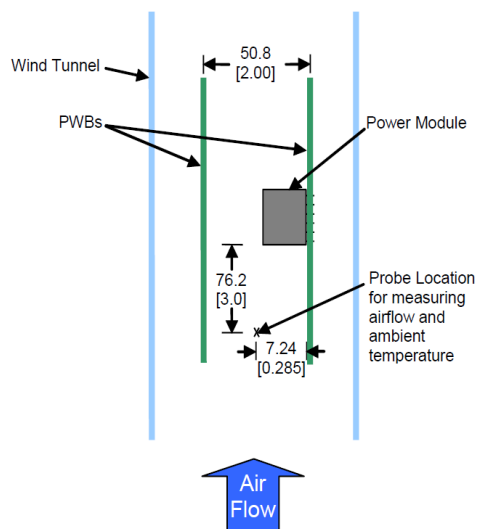 50.8
[2.00]
Wind Tunnel
PWBs
Power Module
76.2
[3.0]
Probe Location
for measuring
airflow and
ambient
temperature
x
7.24
[0.285]
Air
Flow